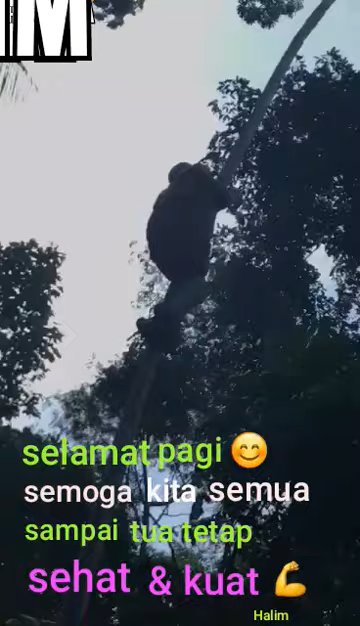 M
selamat pagi 😊
semoga kita semua
sampai tua tetap
sehat & kuat 💪
Halim